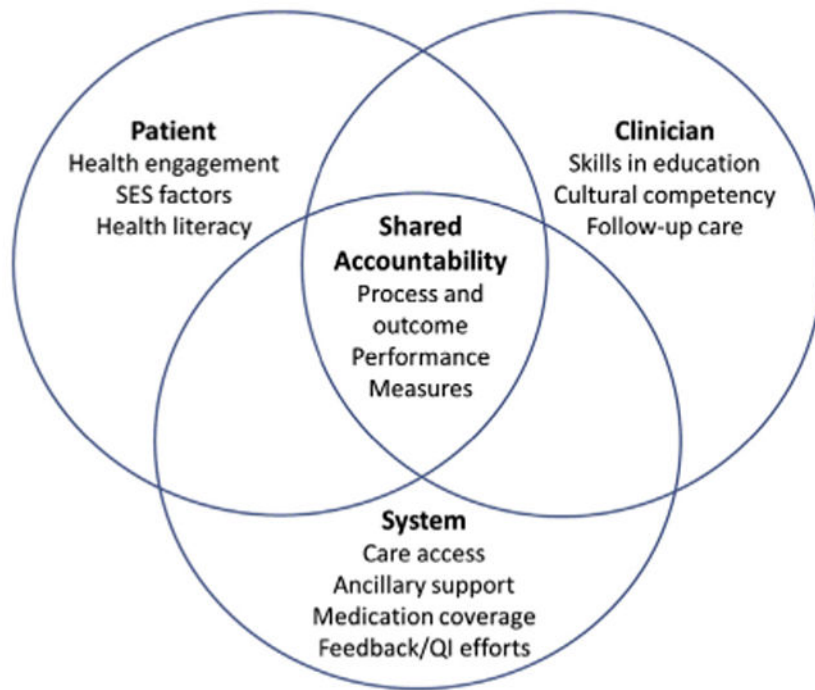 Patient
Health engagement
SES factors
Health literacy
Clinician
Skills in education
Cultural competency
Follow-up care
Shared
Accountability
Process and
outcome
Performance
Measures
System
Care access
Ancillary support
Medication coverage
Feedback/QI efforts